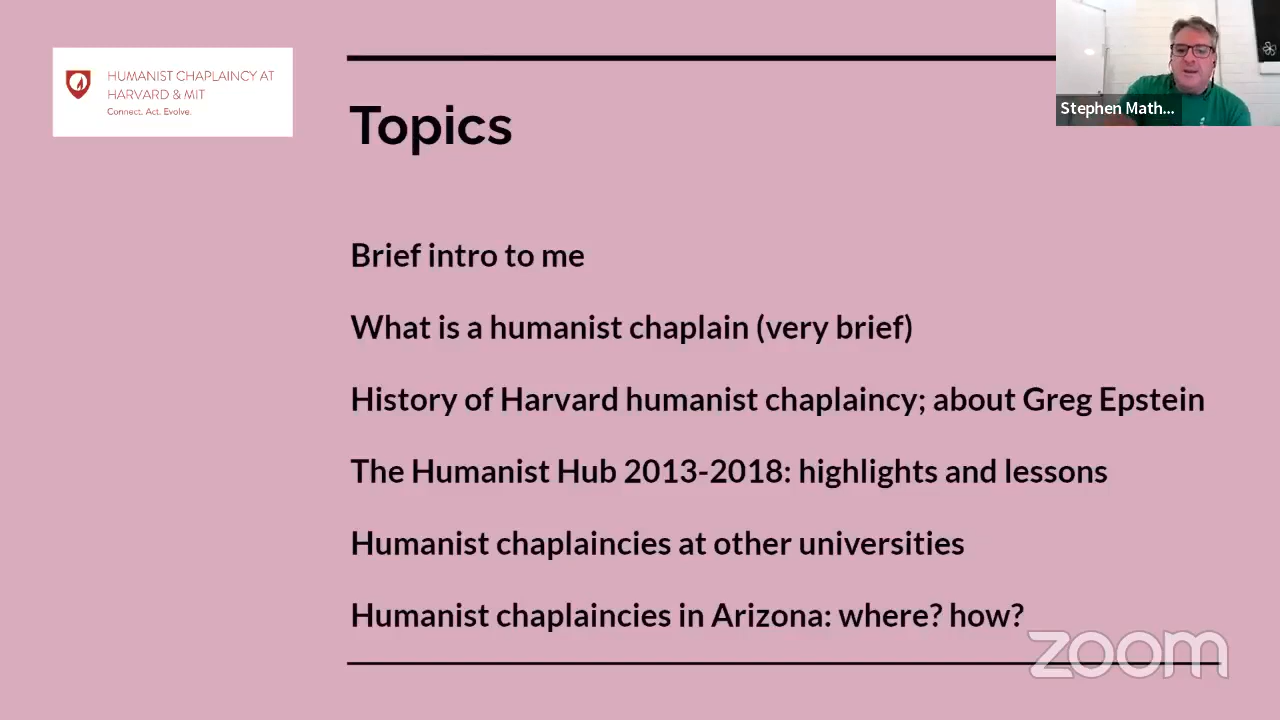 HUMANIST CHAPLAINCY AT
HARVARD & MIT
Connect. Act. Evolve.
Topics
Stephen Math...
Brief intro to me
What is a humanist chaplain (very brief)
History of Harvard humanist chaplaincy; about Greg Epstein
The Humanist Hub 2013-2018: highlights and lessons
Humanist chaplaincies at other universities
Humanist chaplaincies in Arizona: where? how?
zoom